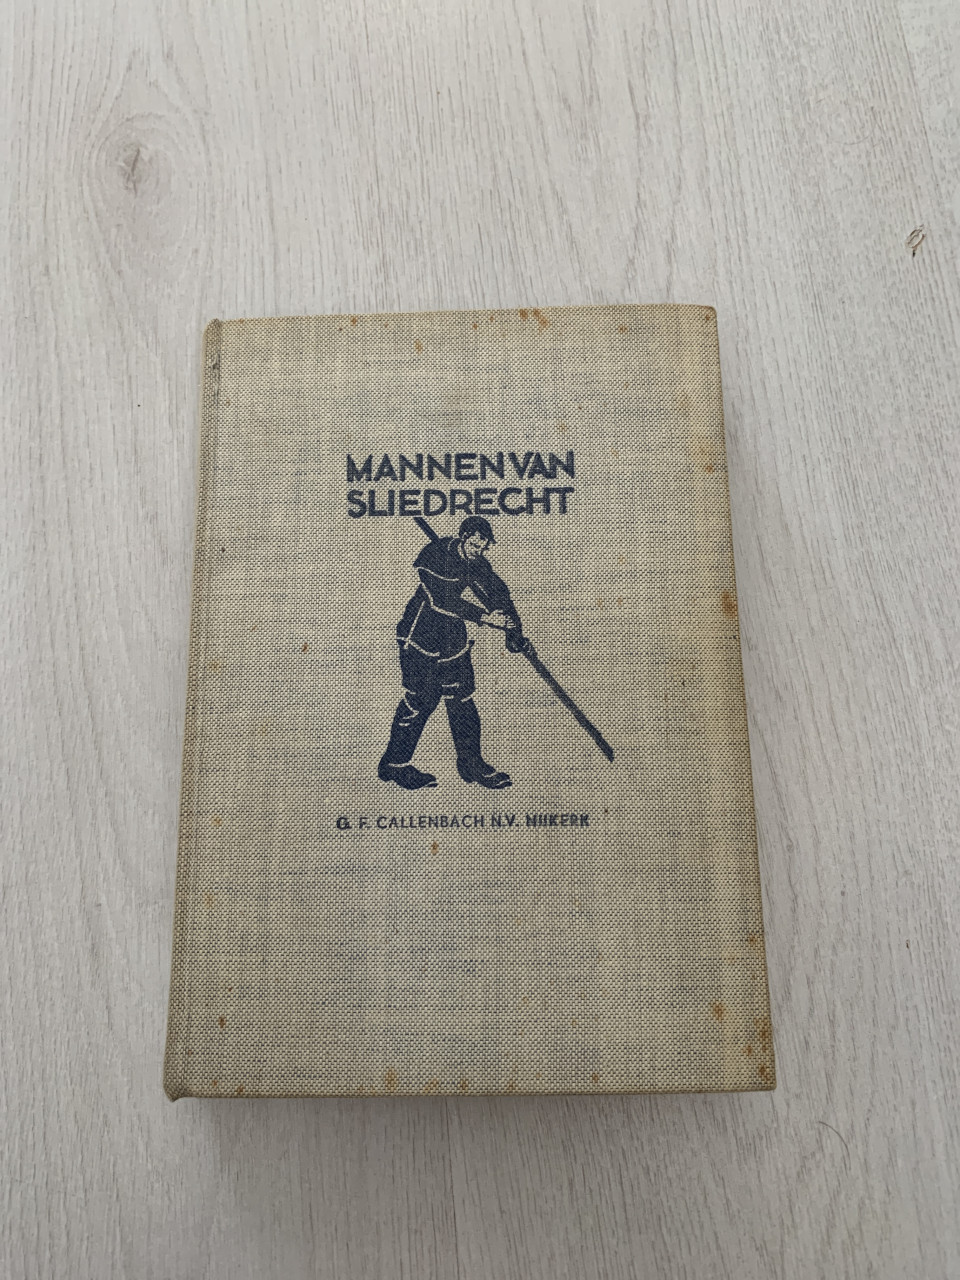 MANNEN VAN
SLIEDRECHT
G. F. CALLENBACH N.V. NIJKERK